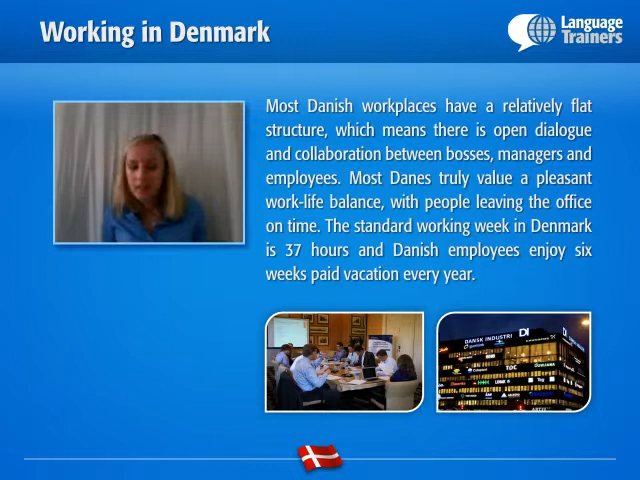 Working in Denmark
Language
Trainers
Most Danish workplaces have a relatively flat
structure, which means there is open dialogue
and collaboration between bosses, managers and
employees. Most Danes truly value a pleasant
work-life balance, with people leaving the office
on time. The standard working week in Denmark
is 37 hours and Danish employees enjoy six
weeks paid vacation every year.
DANSK INDUSTRI
DI
TOC